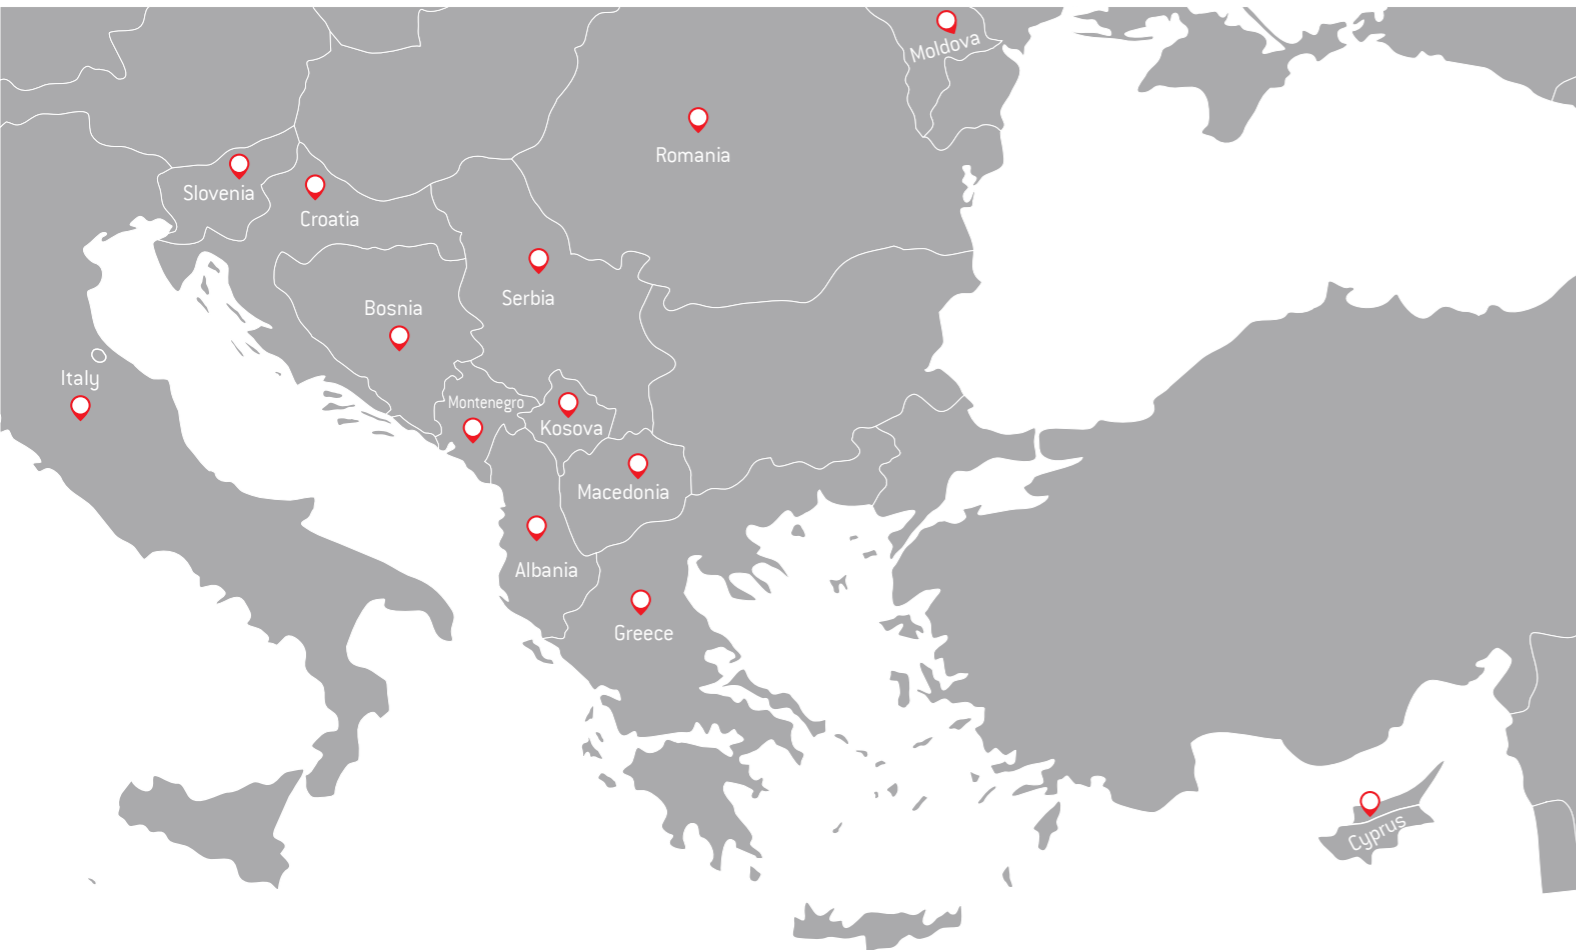 Moldova
Romania
Slovenia
Croatia
Serbia
Bosnia
Italy
Montenegro
Kosova
Macedonia
Albania
Greece
Cyprus